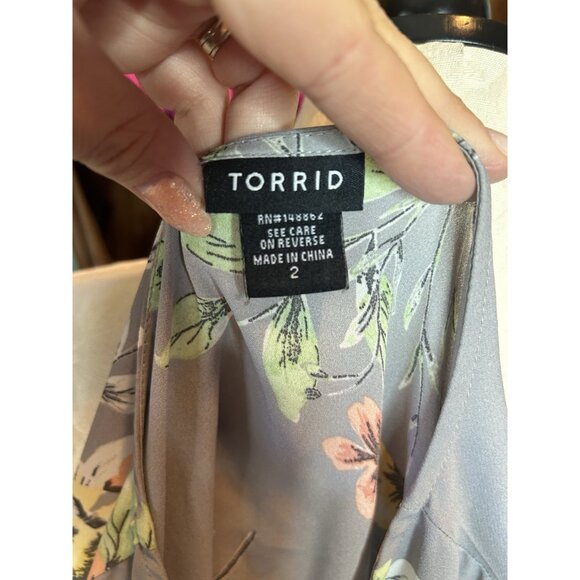 TORRID
RN#148862
SEE CARE
ON REVERSE
MADE IN CHINA
2